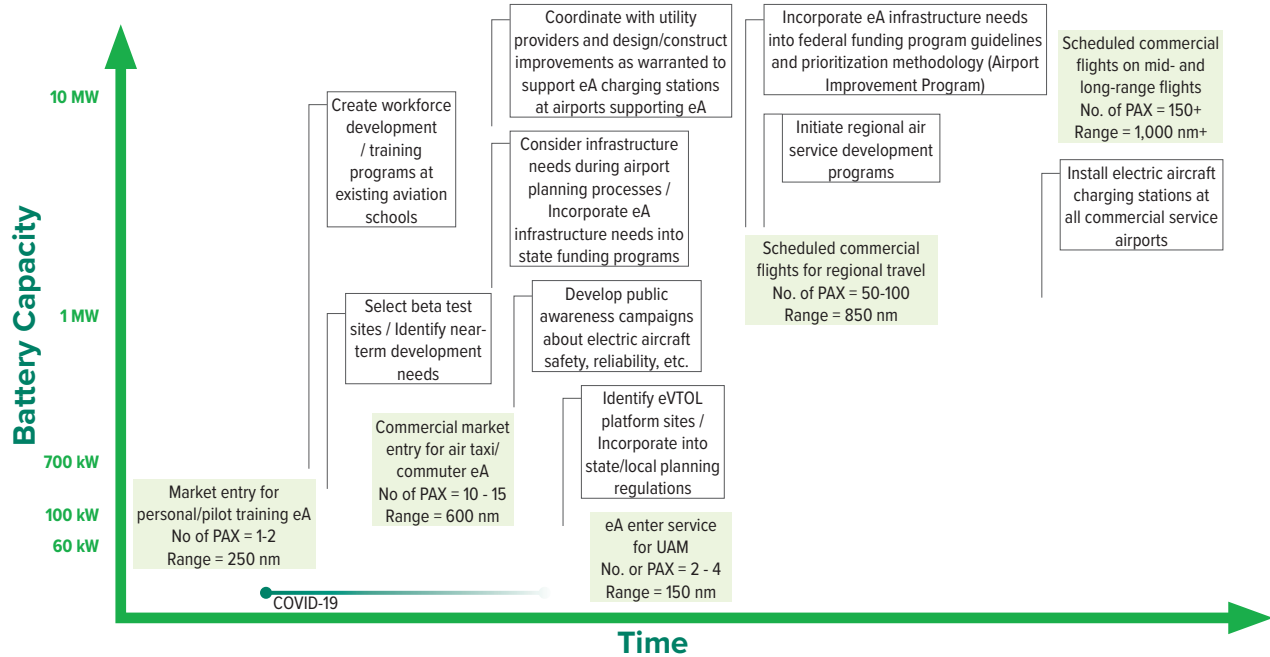 Battery Capacity
10 MW
1 MW
700 kW
100 kW
60 kW
Market entry for
personal/pilot training eA
No of PAX = 1-2
Range = 250 nm
Create workforce
development
/ training
programs at
existing aviation
schools
Select beta test
sites / Identify near-
term development
needs
Commercial market
entry for air taxi/
commuter eA
No of PAX = 10 - 15
Range = 600 nm
Coordinate with utility
providers and design/construct
improvements as warranted to
support eA charging stations
at airports supporting eA
Consider infrastructure
needs during airport
planning processes /
Incorporate eA
infrastructure needs into
state funding programs
Develop public
awareness campaigns
about electric aircraft
safety, reliability, etc.
Identify eVTOL
platform sites /
Incorporate into
state/local planning
regulations
eA enter service
for UAM
No. or PAX = 2 - 4
Range = 150 nm
Incorporate eA infrastructure needs
into federal funding program guidelines
and prioritization methodology (Airport
Improvement Program)
Initiate regional air
service development
programs
Scheduled commercial
flights for regional travel
No. of PAX = 50-100
Range = 850 nm
Scheduled commercial
flights on mid- and
long-range flights
No. of PAX = 150+
Range = 1,000 nm+
Install electric aircraft
charging stations at
all commercial service
airports
COVID-19
Time